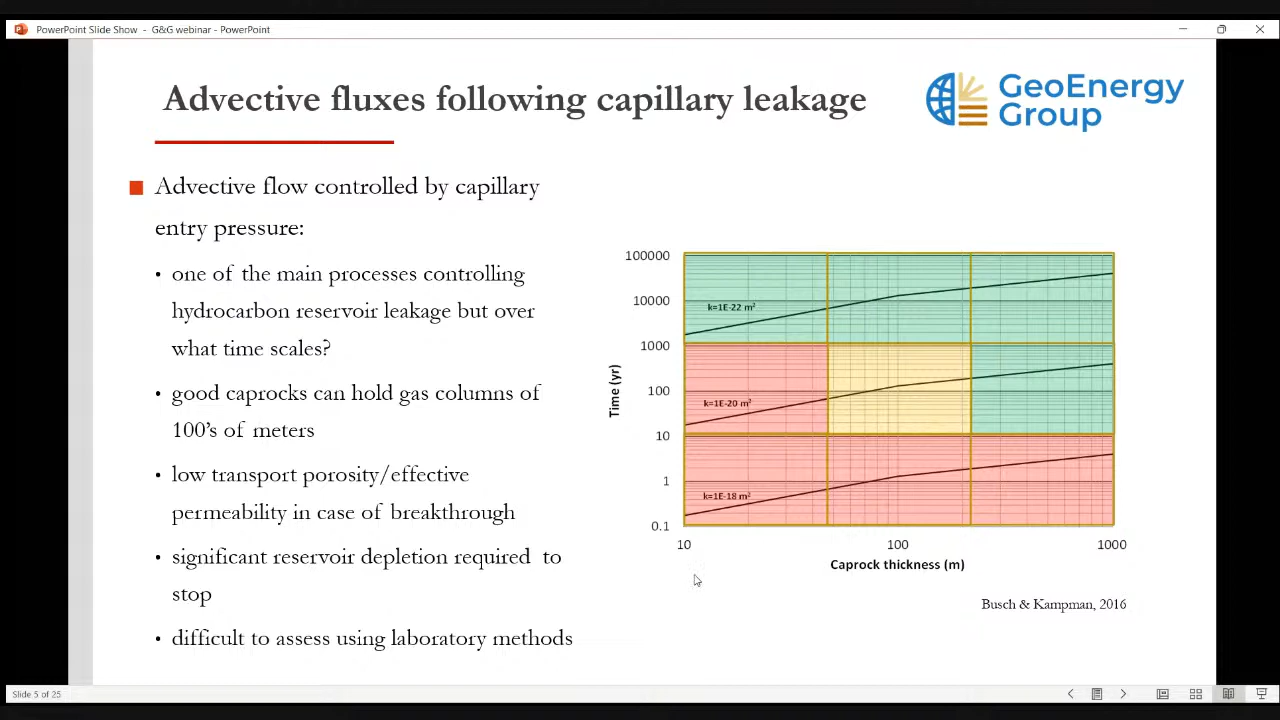 PowerPoint Slide Show - G&G webinar - PowerPoint
Advective fluxes following capillary leakage
GeoEnergy
Group
■ Advective flow controlled by capillary
entry pressure:
• one of the main processes controlling
hydrocarbon reservoir leakage but over
what time scales?
• good caprocks can hold gas columns of
100's of meters
• low transport porosity/effective
permeability in case of breakthrough
• significant reservoir depletion required to
stop
• difficult to assess using laboratory methods
Time (yr)
100000
10000
1000
100
10
1
0.1
k=1E-22 m²
k=1E-20 m²
k=1E-18 m²
10 100 1000
Caprock thickness (m)
Busch & Kampman, 2016
Slide 5 of 25